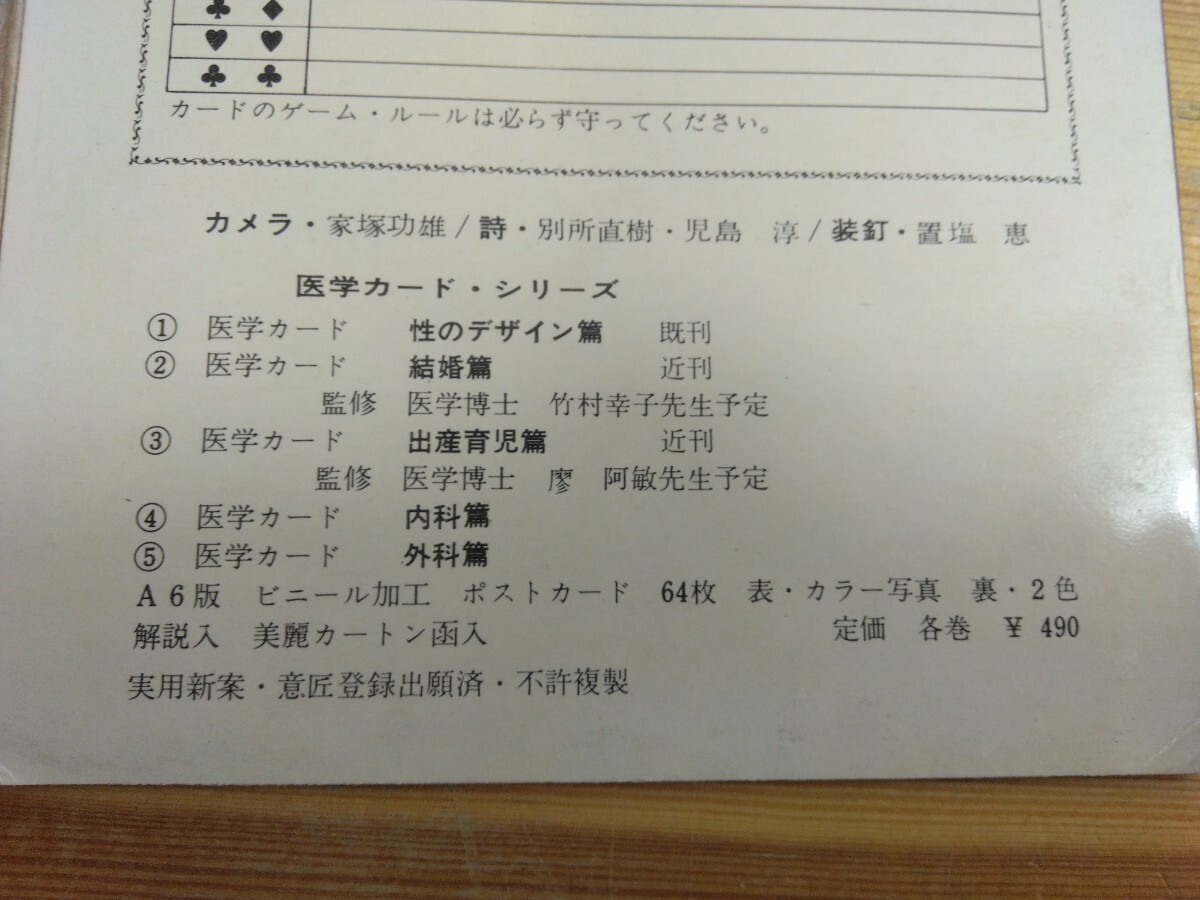 ♣ ♦
♥ ♥
♣ ♣
カードのゲーム・ルールは必らず守ってください。
カメラ・家塚功雄/詩・別所直樹・児島 淳/装釘・置塩 恵
医学カード・シリーズ
① 医学カード 性のデザイン篇 既刊
② 医学カード 結婚篇 近刊
監修 医学博士 竹村幸子先生予定
③ 医学カード 出産育児篇 近刊
監修 医学博士 廖 阿敏先生予定
④ 医学カード 内科篇
⑤ 医学カード 外科篇
A6版 ビニール加工 ポストカード 64枚 表・カラー写真 裏・2色
解説入 美麗カートン函入 定価 各巻 ¥ 490
実用新案・意匠登録出願済・不許複製